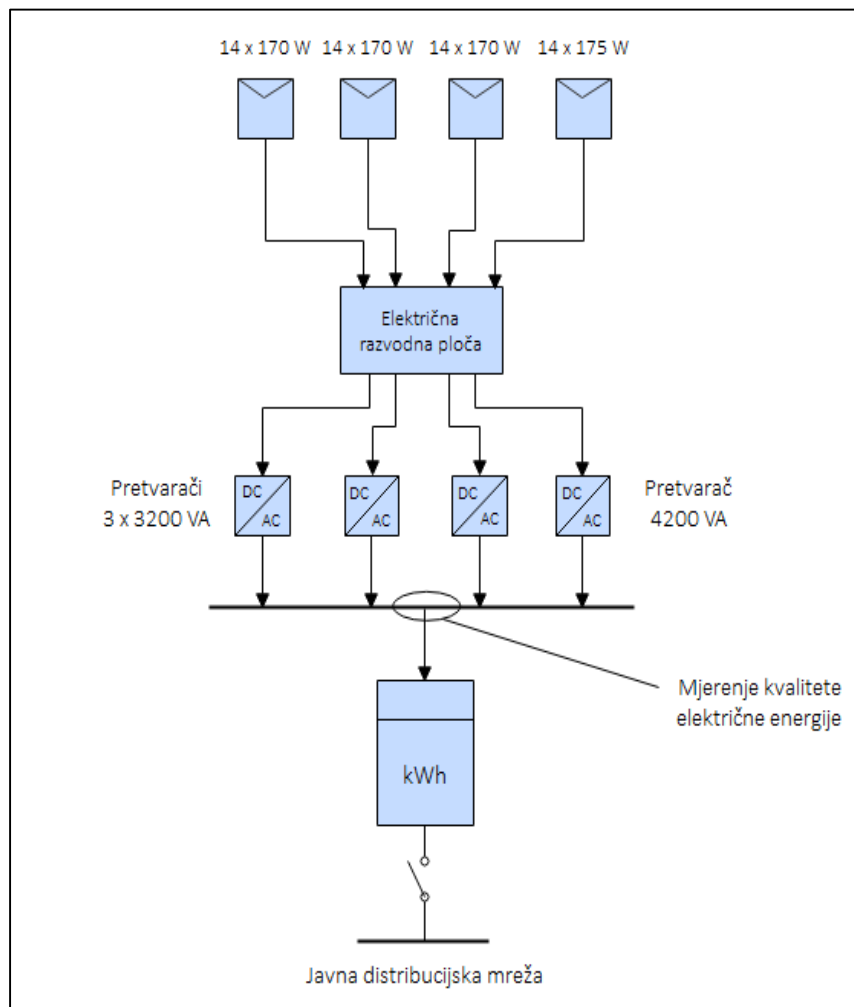 14 x 170 W 14 x 170 W 14 x 170 W 14 x 175 W
Električna
razvodna ploča
Pretvarači
3 x 3200 VA
DC
AC
DC
AC
DC
AC
DC
AC
Pretvarač
4200 VA
Mjerenje kvalitete
električne energije
kWh
Javna distribucijska mreža